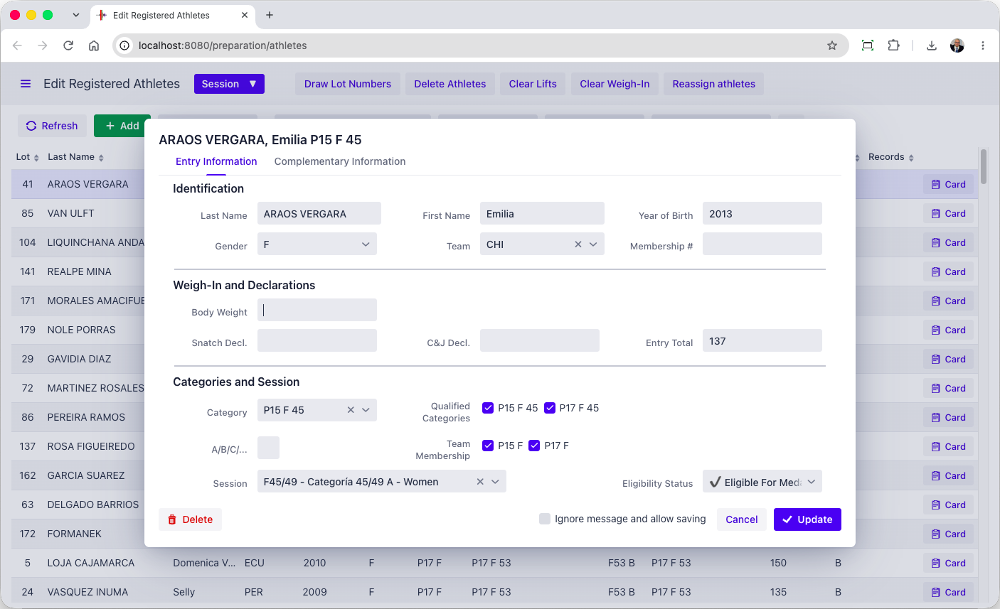 Edit Registered Athletes
localhost:8080/preparation/athletes
Edit Registered Athletes Session ▼ Draw Lot Numbers Delete Athletes Clear Lifts Clear Weigh-In Reassign athletes
Refresh + Add
Lot Last Name Records
ARAOS VERGARA, Emilia P15 F 45
Entry Information Complementary Information
Identification
Last Name ARAOS VERGARA First Name Emilia Year of Birth 2013
Gender F Team CHI Membership #
Weigh-In and Declarations
Body Weight
Snatch Decl. C&J Decl. Entry Total 137
Categories and Session
Category P15 F 45 Qualified Categories P15 F 45 P17 F 45
A/B/C/... Team Membership P15 F P17 F
Session F45/49 - Categoría 45/49 A - Women Eligibility Status Eligible For Meda
Delete Ignore message and allow saving Cancel Update
41 ARAOS VERGARA Card
85 VAN ULFT Card
104 LIQUINCHANA ANDA Card
141 REALPE MINA Card
171 MORALES AMACIFUE Card
179 NOLE PORRAS Card
29 GAVIDIA DIAZ Card
72 MARTINEZ ROSALES Card
86 PEREIRA RAMOS Card
137 ROSA FIGUEIREDO Card
162 GARCIA SUAREZ Card
63 DELGADO BARRIOS Card
172 FORMANEK Card
5 LOJA CAJAMARCA Domenica V... ECU 2010 F P17 F P17 F 53 F53 B P17 F 53 150 B Card
24 VASQUEZ INUMA Selly PER 2009 F P17 F P17 F 53 F53 B P17 F 53 135 B Card